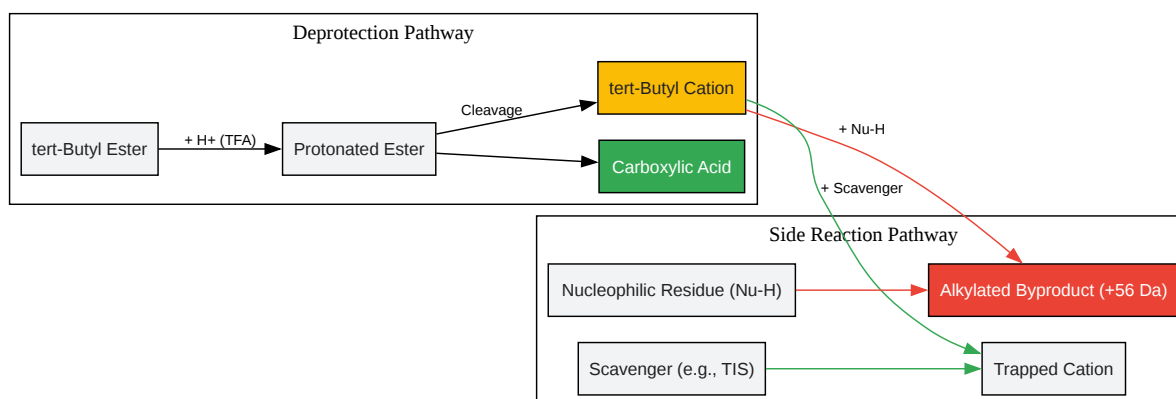 Deprotection Pathway
tert-Butyl Cation
Cleavage
+ Nu-H
+ H+ (TFA)
tert-Butyl Ester
Protonated Ester
Carboxylic Acid
+ Scavenger
Side Reaction Pathway
Nucleophilic Residue (Nu-H)
Alkylated Byproduct (+56 Da)
Scavenger (e.g., TIS)
Trapped Cation